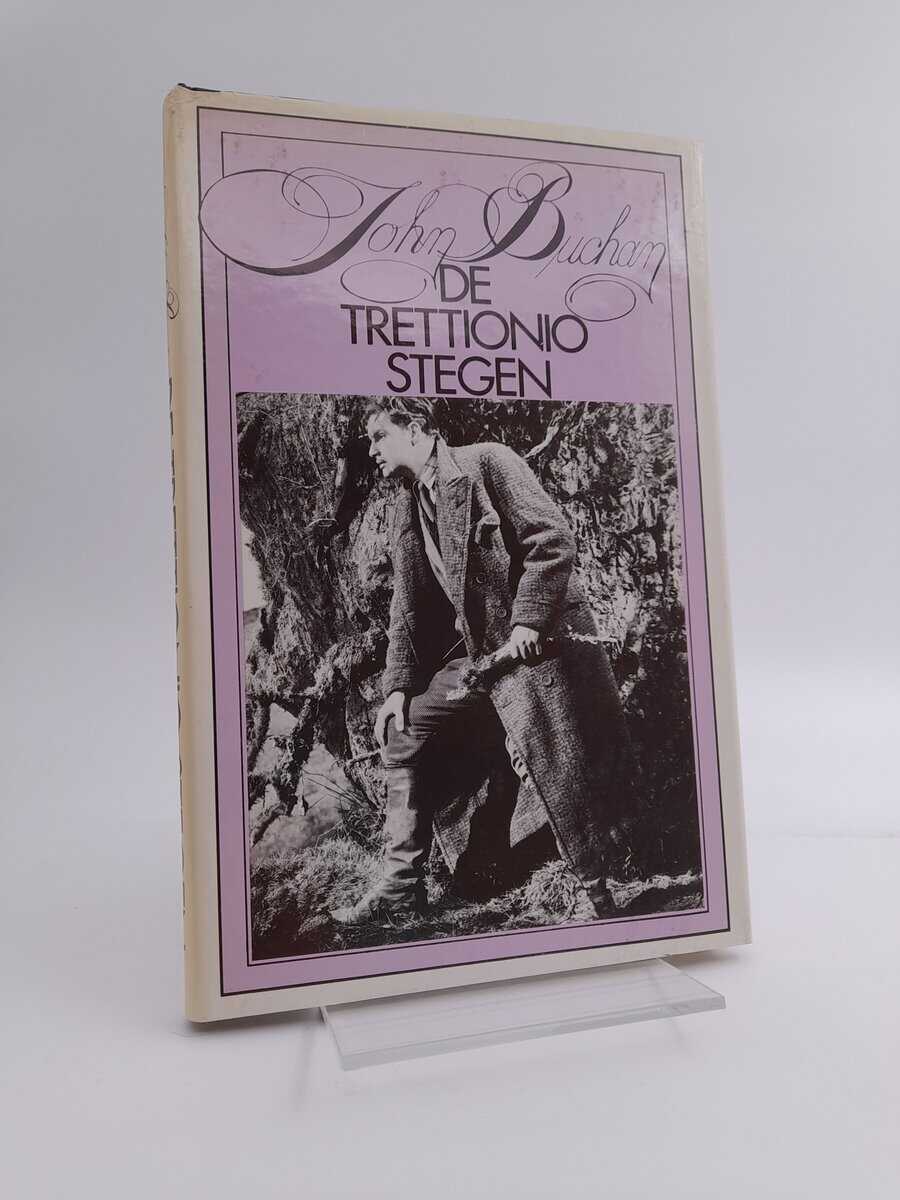 John Buchan
DE
TRETTIONIO
STEGEN